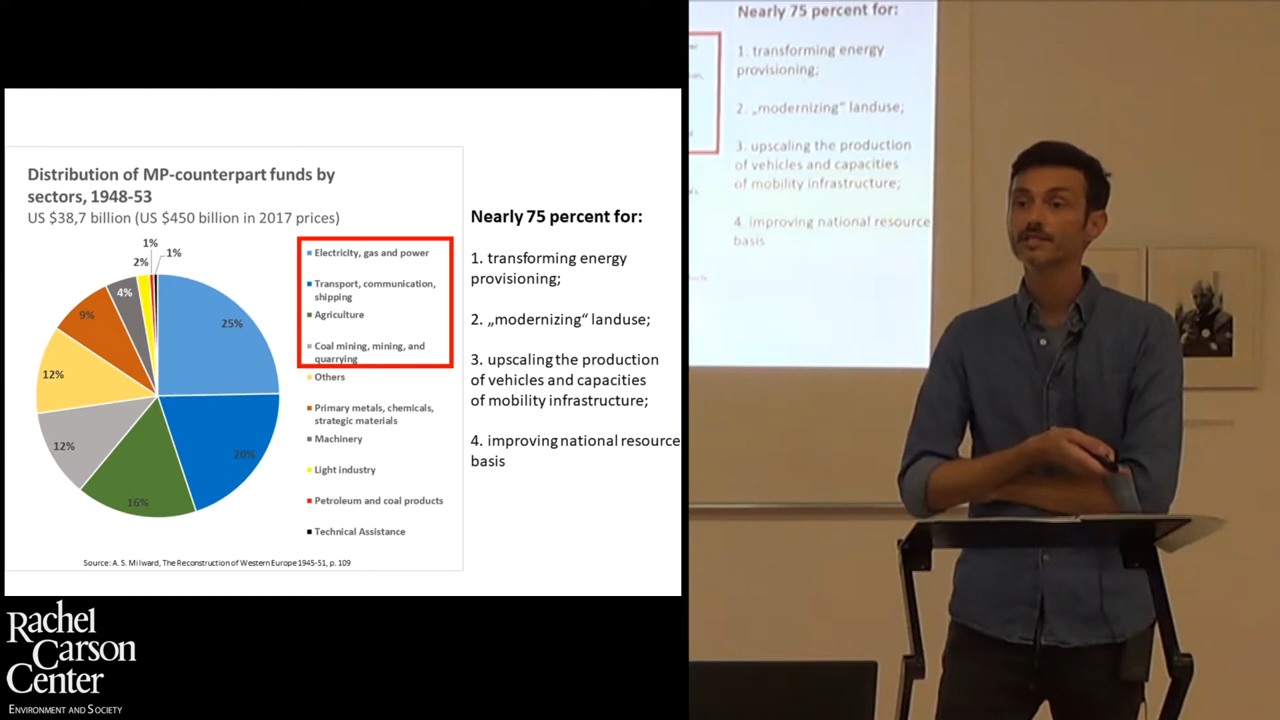 Distribution of MP-counterpart funds by
sectors, 1948-53
US $38,7 billion (US $450 billion in 2017 prices)
1%
1%
2%
4%
9%
12%
12%
16%
20%
25%
Electricity, gas and power
Transport, communication,
shipping
Agriculture
Coal mining, mining, and
quarrying
Others
Primary metals, chemicals,
strategic materials
Machinery
Light industry
Petroleum and coal products
Technical Assistance
Source: A. S. Milward, The Reconstruction of Western Europe 1945-51, p. 109
Nearly 75 percent for:
1. transforming energy
provisioning;
2. „modernizing“ landuse;
3. upscaling the production
of vehicles and capacities
of mobility infrastructure;
4. improving national resource
basis
Rachel
Carson
Center
ENVIRONMENT AND SOCIETY
Nearly 75 percent for:
1. transforming energy
provisioning;
2. „modernizing“ landuse;
3. upscaling the production
of vehicles and capacities
of mobility infrastructure;
4. improving national resource
basis